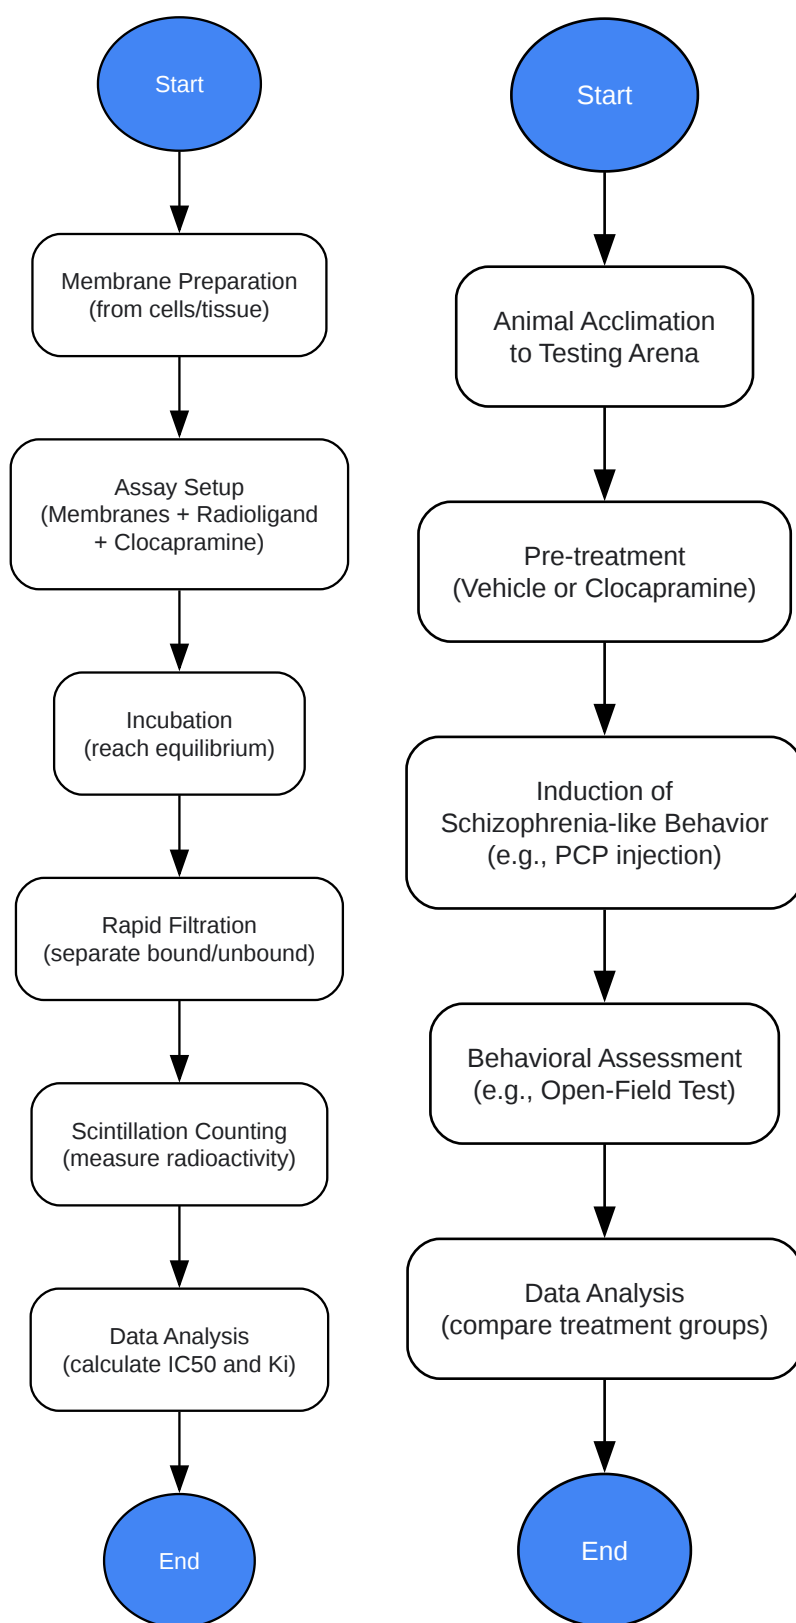 Start
Membrane Preparation
(from cells/tissue)
Assay Setup
(Membranes + Radioligand
+ Clocapramine)
Incubation
(reach equilibrium)
Rapid Filtration
(separate bound/unbound)
Scintillation Counting
(measure radioactivity)
Data Analysis
(calculate IC50 and Ki)
End
Start
Animal Acclimation
to Testing Arena
Pre-treatment
(Vehicle or Clocapramine)
Induction of
Schizophrenia-like Behavior
(e.g., PCP injection)
Behavioral Assessment
(e.g., Open-Field Test)
Data Analysis
(compare treatment groups)
End